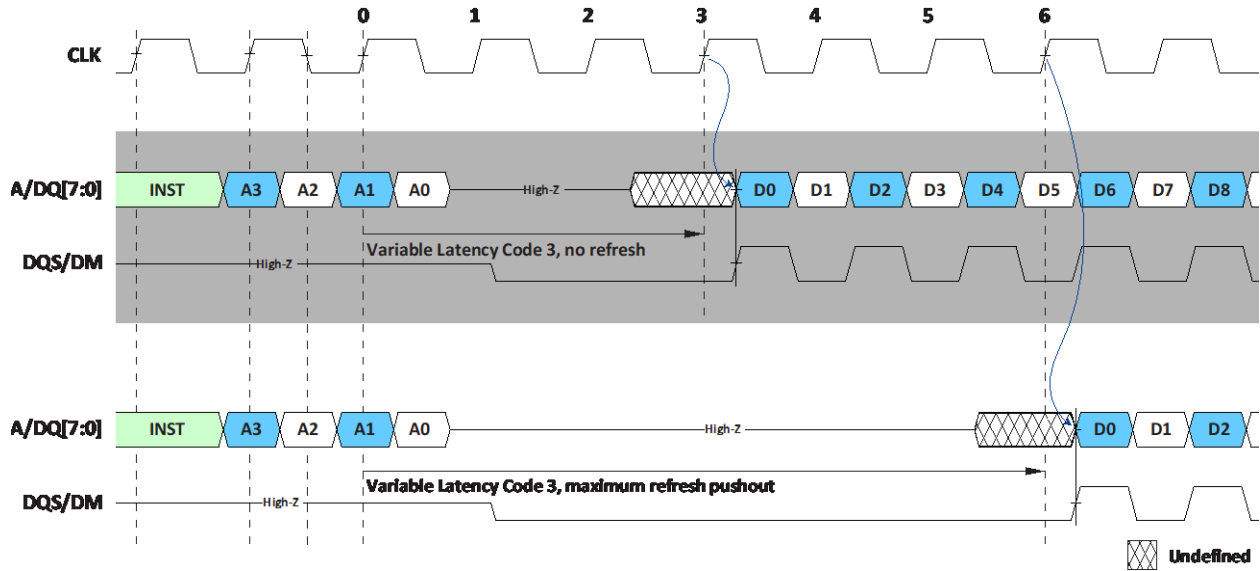 0 1 2 3 4 5 6
CLK
A/DQ[7:0] INST A3 A2 A1 A0 High-Z D0 D1 D2 D3 D4 D5 D6 D7 D8
Variable Latency Code 3, no refresh
DQS/DM High-Z
A/DQ[7:0] INST A3 A2 A1 A0 High-Z D0 D1 D2
Variable Latency Code 3, maximum refresh pushout
DQS/DM High-Z
Undefined